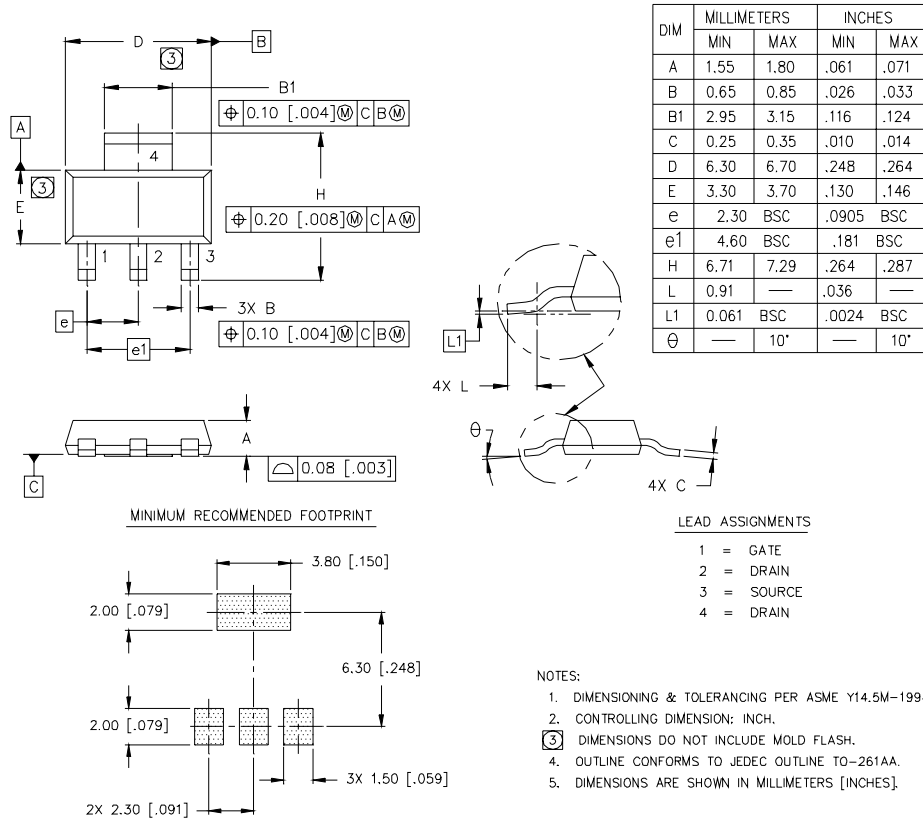 D
B
3
B1
⌖ 0.10 [.004]Ⓜ C BⓂ
A
4
3
E
H
⌖ 0.20 [.008]Ⓜ C AⓂ
1 2 3
3X B
e
⌖ 0.10 [.004]Ⓜ C BⓂ
e1
L1
4X L
DIM MILLIMETERS INCHES
MIN MAX MIN MAX
A 1.55 1.80 .061 .071
B 0.65 0.85 .026 .033
B1 2.95 3.15 .116 .124
C 0.25 0.35 .010 .014
D 6.30 6.70 .248 .264
E 3.30 3.70 .130 .146
e 2.30 BSC .0905 BSC
e1 4.60 BSC .181 BSC
H 6.71 7.29 .264 .287
L 0.91 — .036 —
L1 0.061 BSC .0024 BSC
θ — 10° — 10°
A
C
⌓ 0.08 [.003]
θ
4X C
MINIMUM RECOMMENDED FOOTPRINT
3.80 [.150]
2.00 [.079]
6.30 [.248]
2.00 [.079]
3X 1.50 [.059]
2X 2.30 [.091]
LEAD ASSIGNMENTS
1 = GATE
2 = DRAIN
3 = SOURCE
4 = DRAIN
NOTES:
1. DIMENSIONING & TOLERANCING PER ASME Y14.5M-199
2. CONTROLLING DIMENSION: INCH.
3 DIMENSIONS DO NOT INCLUDE MOLD FLASH.
4. OUTLINE CONFORMS TO JEDEC OUTLINE TO-261AA.
5. DIMENSIONS ARE SHOWN IN MILLIMETERS [INCHES].